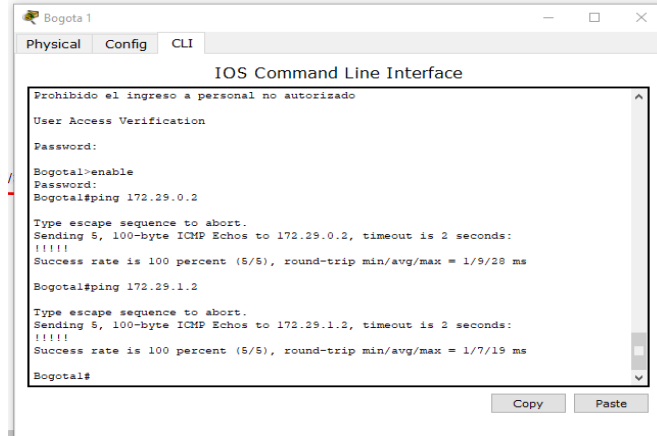 Bogota 1
Physical Config CLI
IOS Command Line Interface
Prohibido el ingreso a personal no autorizado
User Access Verification
Password:
Bogota1>enable
Password:
Bogota1#ping 172.29.0.2
Type escape sequence to abort.
Sending 5, 100-byte ICMP Echos to 172.29.0.2, timeout is 2 seconds:
!!!!!
Success rate is 100 percent (5/5), round-trip min/avg/max = 1/9/28 ms
Bogota1#ping 172.29.1.2
Type escape sequence to abort.
Sending 5, 100-byte ICMP Echos to 172.29.1.2, timeout is 2 seconds:
!!!!!
Success rate is 100 percent (5/5), round-trip min/avg/max = 1/7/19 ms
Bogota1#
Copy Paste